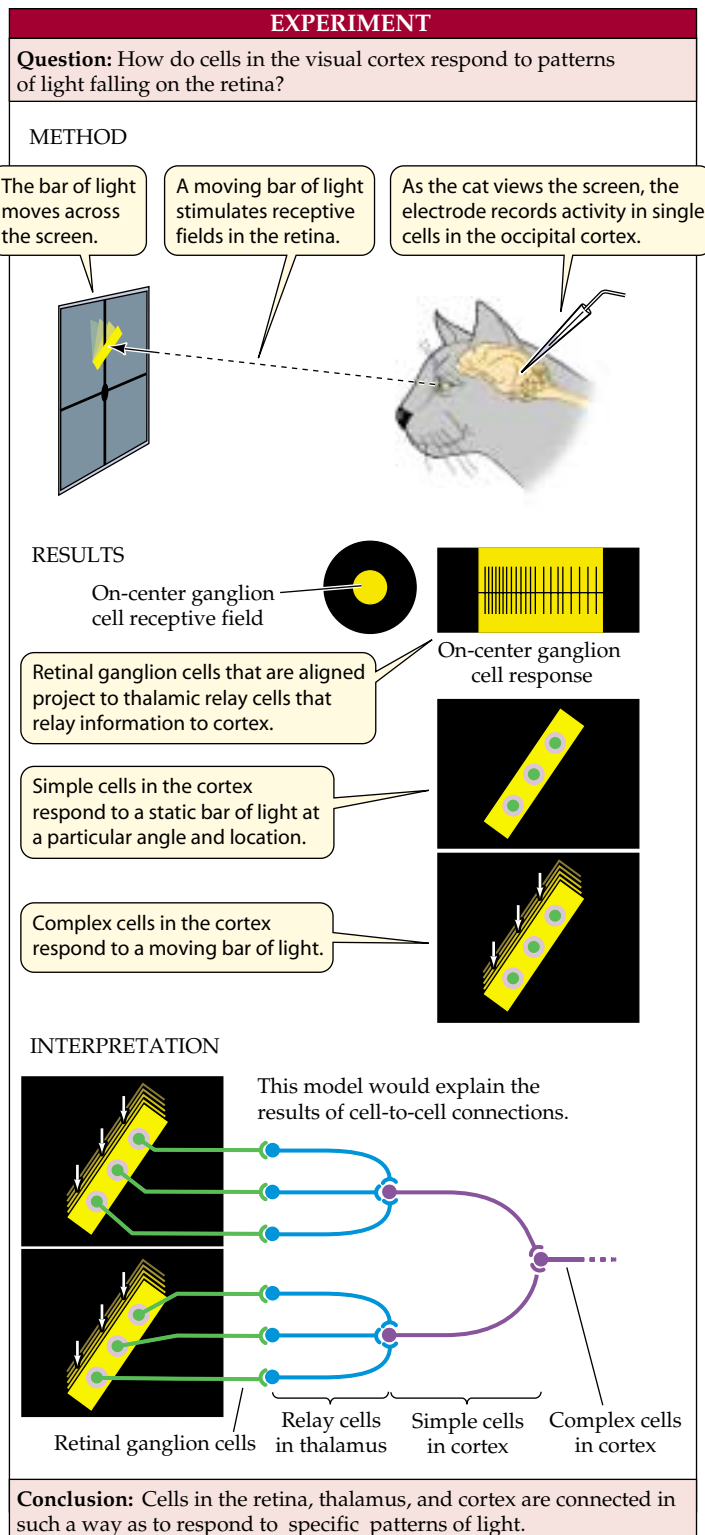 EXPERIMENT
Question: How do cells in the visual cortex respond to patterns
of light falling on the retina?
METHOD
The bar of light
moves across
the screen.
A moving bar of light
stimulates receptive
fields in the retina.
As the cat views the screen, the
electrode records activity in single
cells in the occipital cortex.
RESULTS
On-center ganglion
cell receptive field
On-center ganglion
cell response
Retinal ganglion cells that are aligned
project to thalamic relay cells that
relay information to cortex.
Simple cells in the cortex
respond to a static bar of light at
a particular angle and location.
Complex cells in the cortex
respond to a moving bar of light.
INTERPRETATION
This model would explain the
results of cell-to-cell connections.
Retinal ganglion cells
Relay cells
in thalamus
Simple cells
in cortex
Complex cells
in cortex
Conclusion: Cells in the retina, thalamus, and cortex are connected in
such a way as to respond to specific patterns of light.